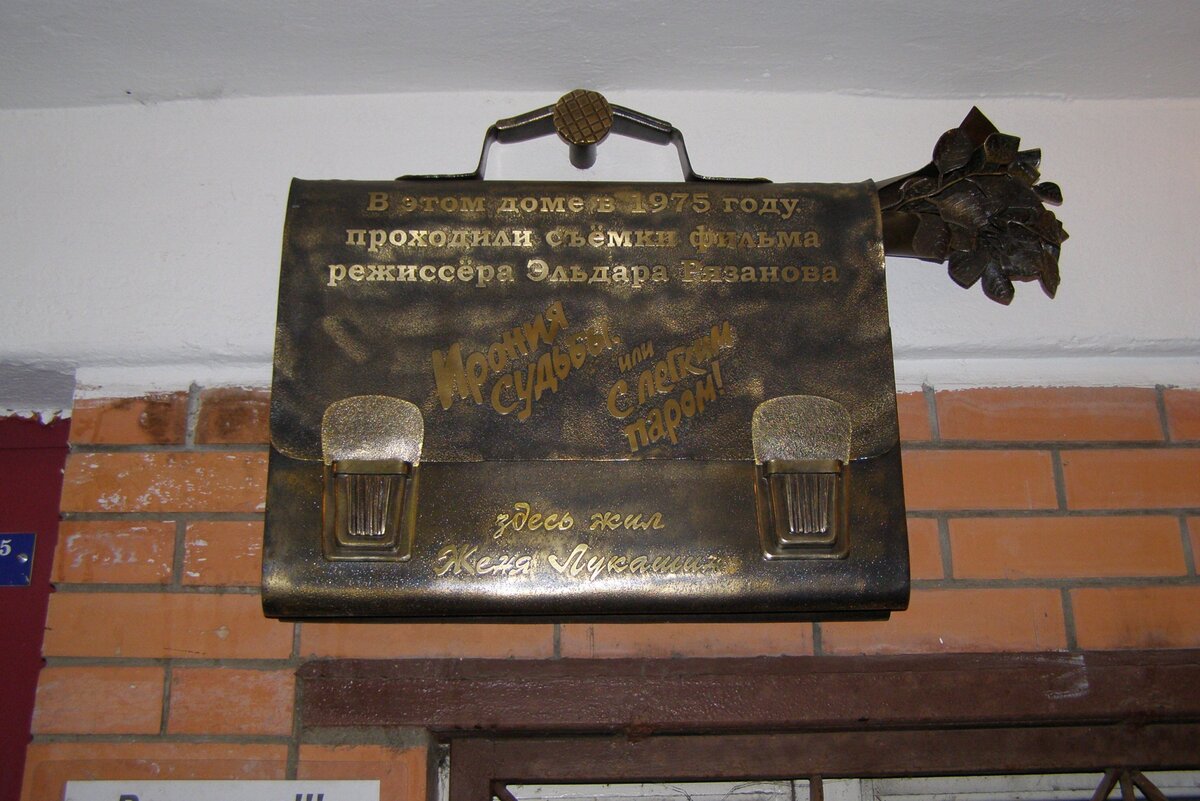 В этом доме в 1975 году
проходили съёмки фильма
режиссёра Эльдара Рязанова
Ирония
судьбы,
или
С легким
паром!
здесь жил
Женя Лукашин
5